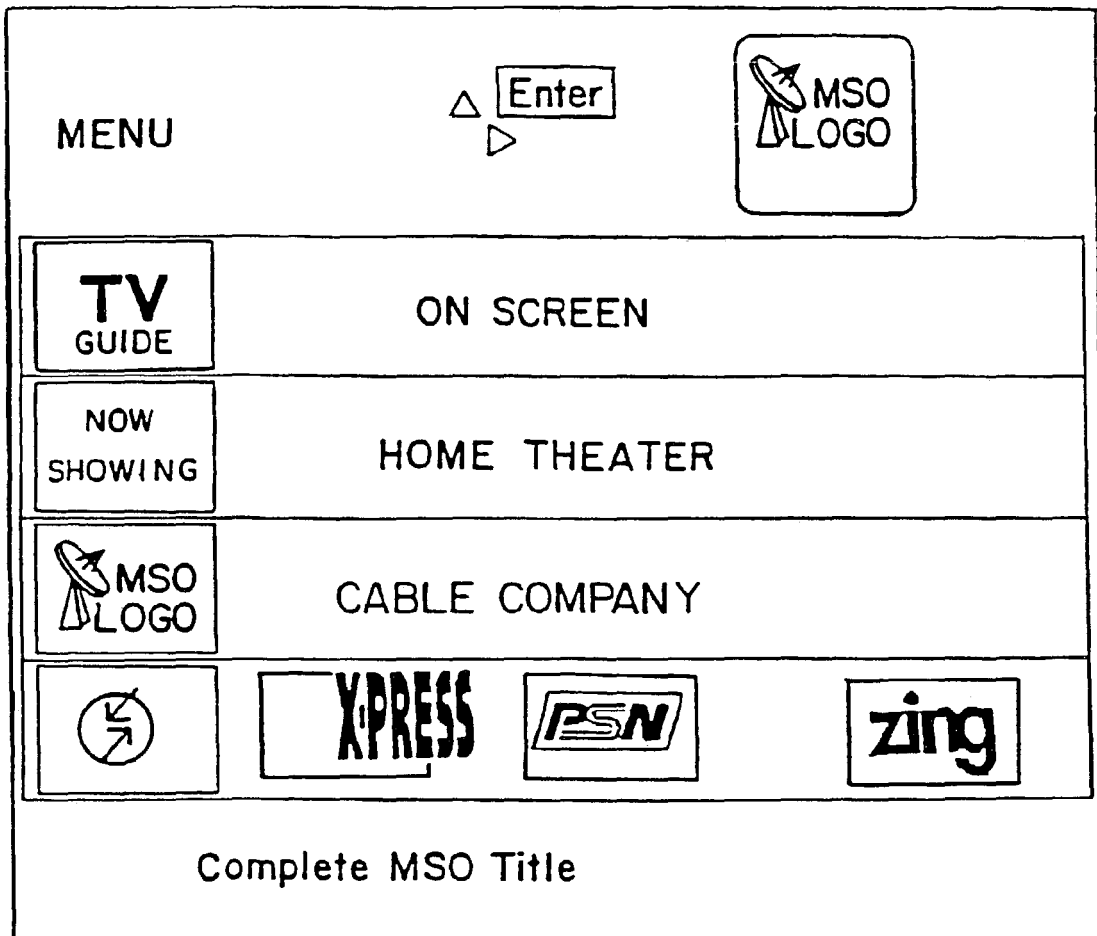 MENU
Enter
MSO
LOGO
TV
GUIDE
ON SCREEN
NOW
SHOWING
HOME THEATER
MSO
LOGO
CABLE COMPANY
X*PRESS
PSN
zing
Complete MSO Title